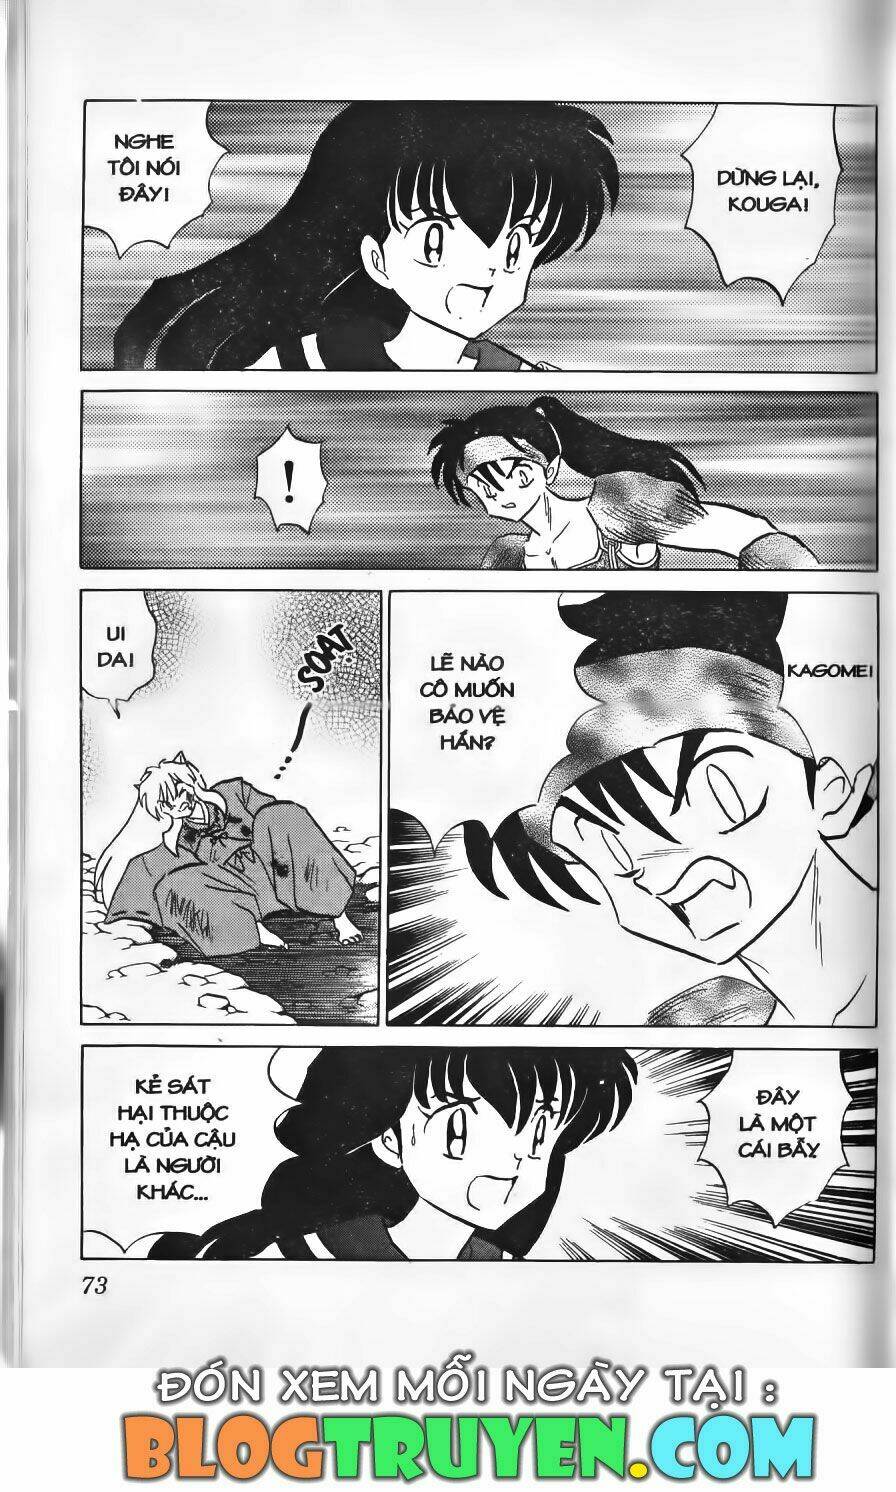 DỪNG LẠI,
KOUGA!
NGHE
TÔI NÓI
ĐÂY!
!
KAGOME!
LẼ NÀO
CÔ MUỐN
BẢO VỆ
HẮN?
SOẠT
UI
DA!
ĐÂY
LÀ MỘT
CÁI BẪY
KẺ SÁT
HẠI THUỘC
HẠ CỦA CẬU
LÀ NGƯỜI
KHÁC...
73
ĐÓN XEM MỖI NGÀY TẠI :
BLOGTRUYEN.COM